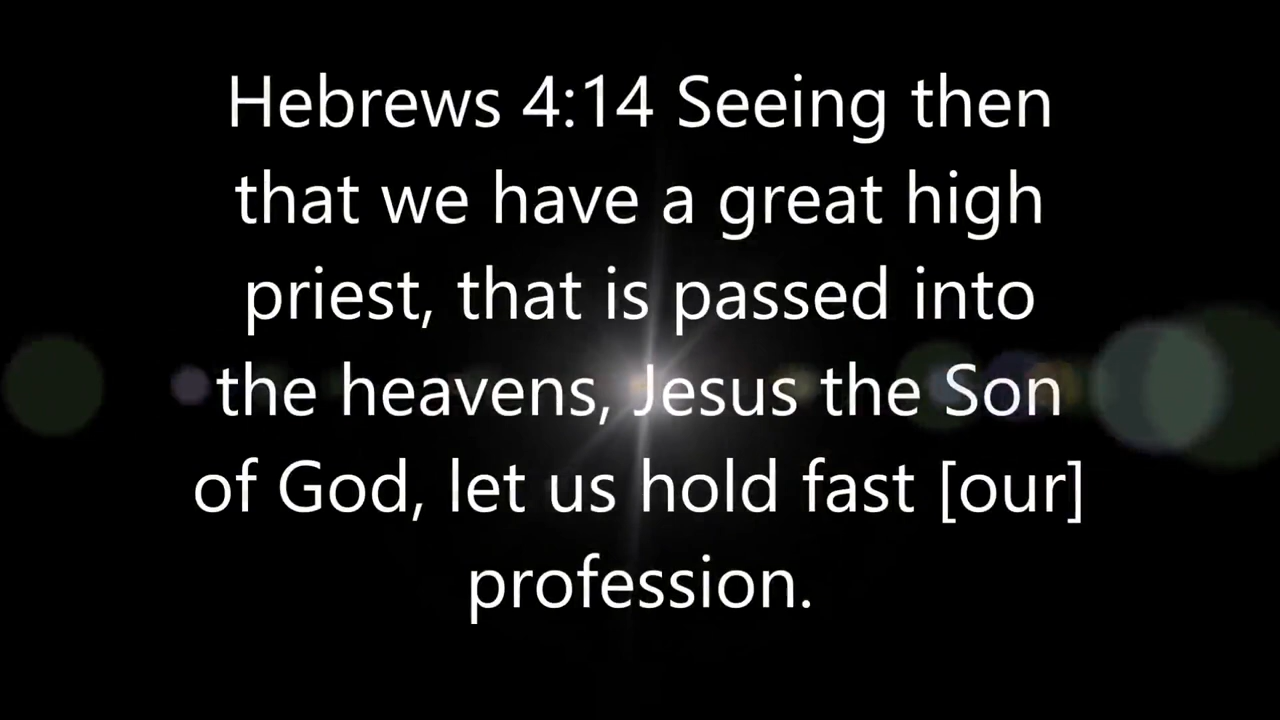 Hebrews 4:14 Seeing then
that we have a great high
priest, that is passed into
the heavens, Jesus the Son
of God, let us hold fast [our]
profession.